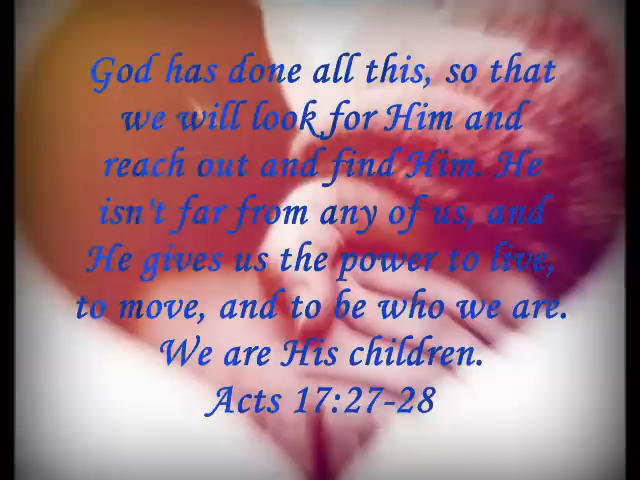 God has done all this, so that
we will look for Him and
reach out and find Him. He
isn't far from any of us, and
He gives us the power to live,
to move, and to be who we are.
We are His children.
Acts 17:27-28